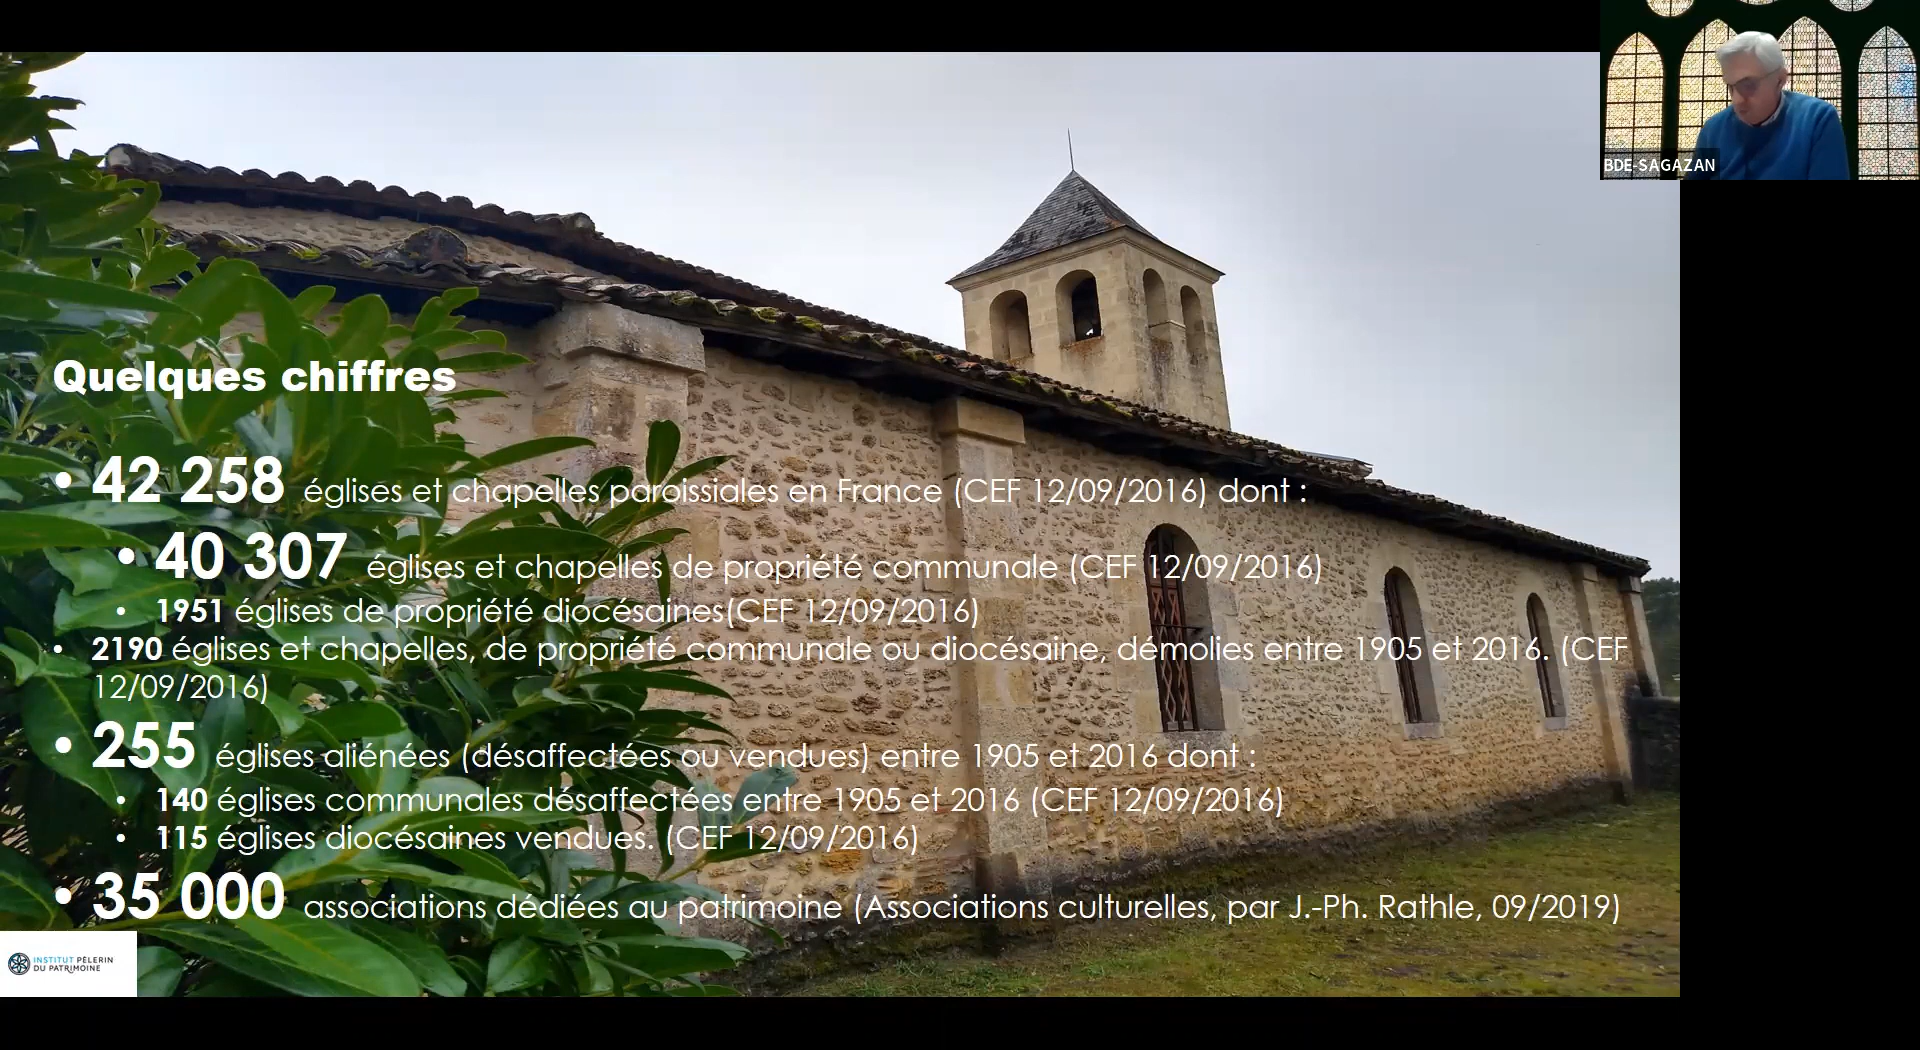 BDE-SAGAZAN
Quelques chiffres
• 42 258 églises et chapelles paroissiales en France (CEF 12/09/2016) dont :
• 40 307 églises et chapelles de propriété communale (CEF 12/09/2016)
• 1951 églises de propriété diocésaines(CEF 12/09/2016)
• 2190 églises et chapelles, de propriété communale ou diocésaine, démolies entre 1905 et 2016. (CEF
12/09/2016)
• 255 églises aliénées (désaffectées ou vendues) entre 1905 et 2016 dont :
• 140 églises communales désaffectées entre 1905 et 2016 (CEF 12/09/2016)
• 115 églises diocésaines vendues. (CEF 12/09/2016)
• 35 000 associations dédiées au patrimoine (Associations culturelles, par J.-Ph. Rathle, 09/2019)
INSTITUT PÈLERIN
DU PATRIMOINE